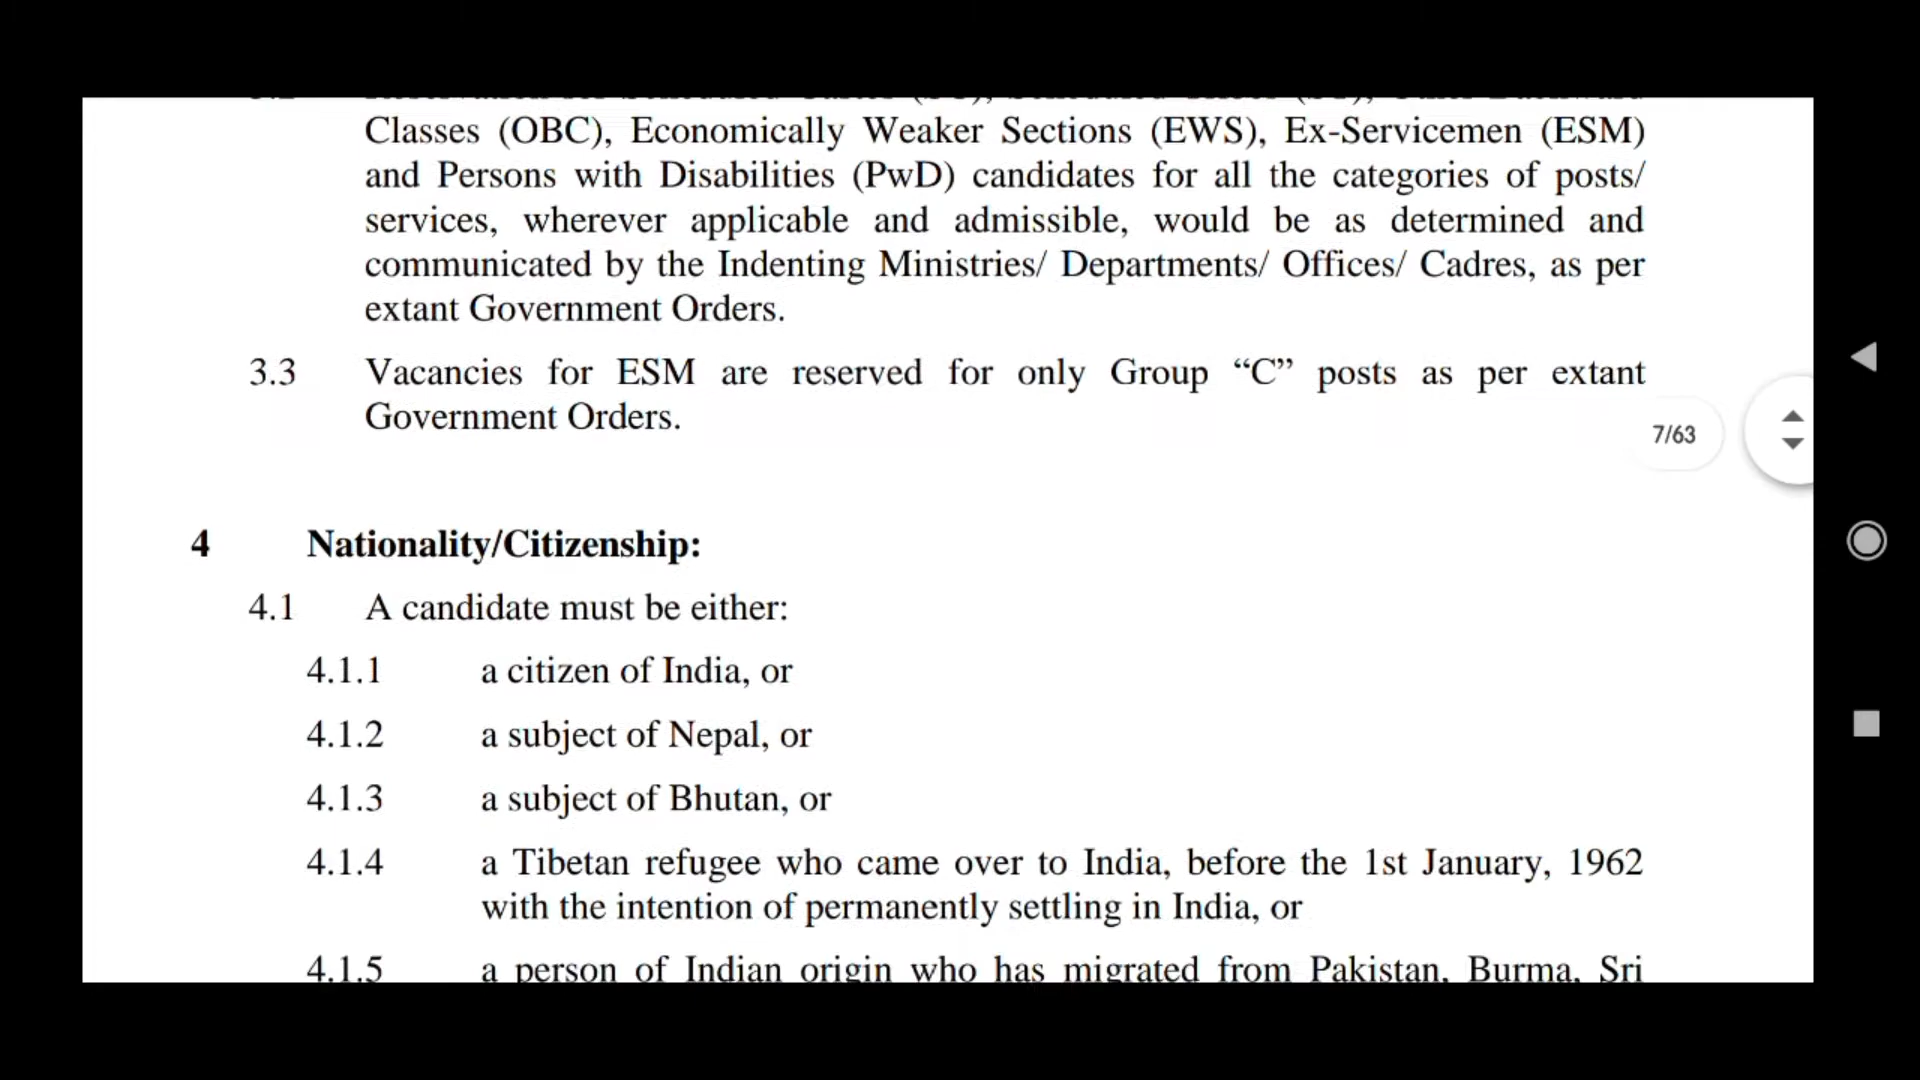 Classes (OBC), Economically Weaker Sections (EWS), Ex-Servicemen (ESM)
and Persons with Disabilities (PwD) candidates for all the categories of posts/
services, wherever applicable and admissible, would be as determined and
communicated by the Indenting Ministries/ Departments/ Offices/ Cadres, as per
extant Government Orders.
3.3 Vacancies for ESM are reserved for only Group “C” posts as per extant
Government Orders.
7/63
4 Nationality/Citizenship:
4.1 A candidate must be either:
4.1.1 a citizen of India, or
4.1.2 a subject of Nepal, or
4.1.3 a subject of Bhutan, or
4.1.4 a Tibetan refugee who came over to India, before the 1st January, 1962
with the intention of permanently settling in India, or
4.1.5 a person of Indian origin who has migrated from Pakistan, Burma, Sri